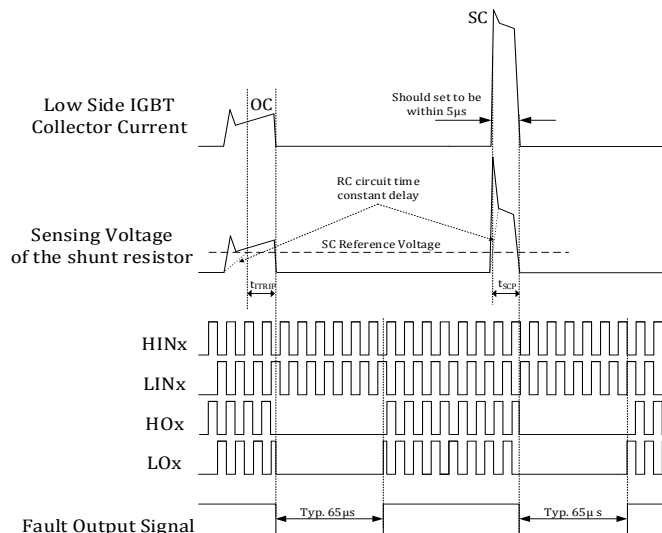 SC
OC
Low Side IGBT
Collector Current
Should set to be
within 5µs
RC circuit time
constant delay
Sensing Voltage
of the shunt resistor
SC Reference Voltage
tITRIP
tSCP
HINx
LINx
HOx
LOx
Typ. 65µs
Typ. 65µ s
Fault Output Signal